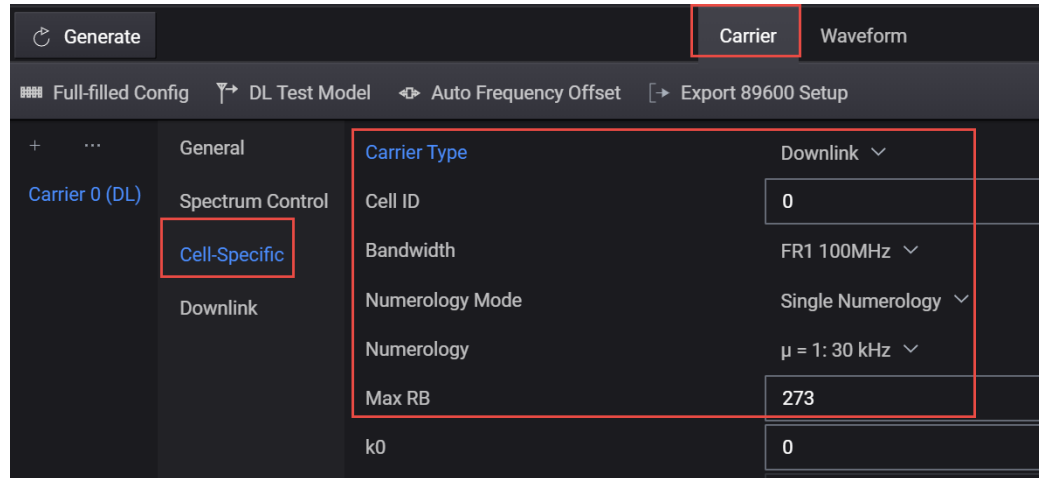 Generate
Carrier
Waveform
Full-filled Config
DL Test Model
Auto Frequency Offset
Export 89600 Setup
+ ...
Carrier 0 (DL)
General
Spectrum Control
Cell-Specific
Downlink
Carrier Type Downlink
Cell ID 0
Bandwidth FR1 100MHz
Numerology Mode Single Numerology
Numerology μ = 1: 30 kHz
Max RB 273
k0 0